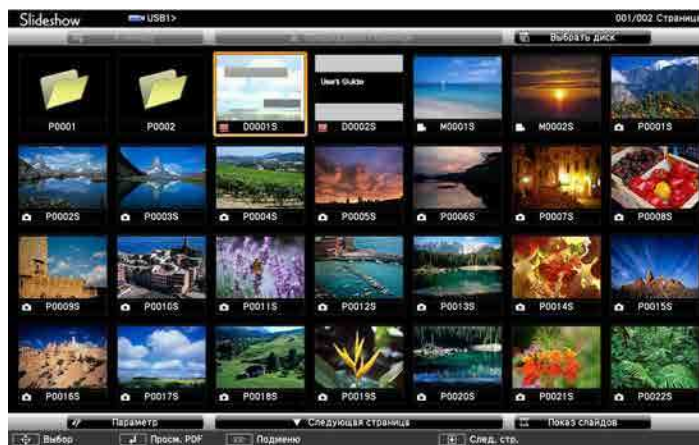 Slideshow USB1> 001/002 Страница
Выбрать диск
User's Guide
P0001 P0002 D0001S D0002S M0001S M0002S P0001S
P0002S P0003S P0004S P0005S P0006S P0007S P0008S
P0009S P0010S P0011S P0012S P0013S P0014S P0015S
P0016S P0017S P0018S P0019S P0020S P0021S P0022S
Параметр ▼ Следующая страница Показ слайдов
Выбор Просм. PDF ESC Подменю След. стр.